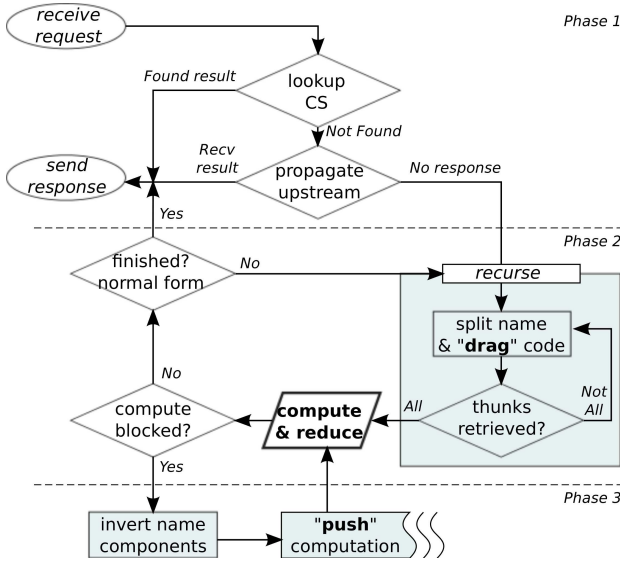 receive
request
Phase 1
Found result
lookup
CS
Not Found
Recv
result
send
response
propagate
upstream
No response
Yes
Phase 2
finished?
normal form
No
recurse
split name
& "drag" code
No
compute
blocked?
compute
& reduce
All
thunks
retrieved?
Not
All
Yes
Phase 3
invert name
components
"push"
computation